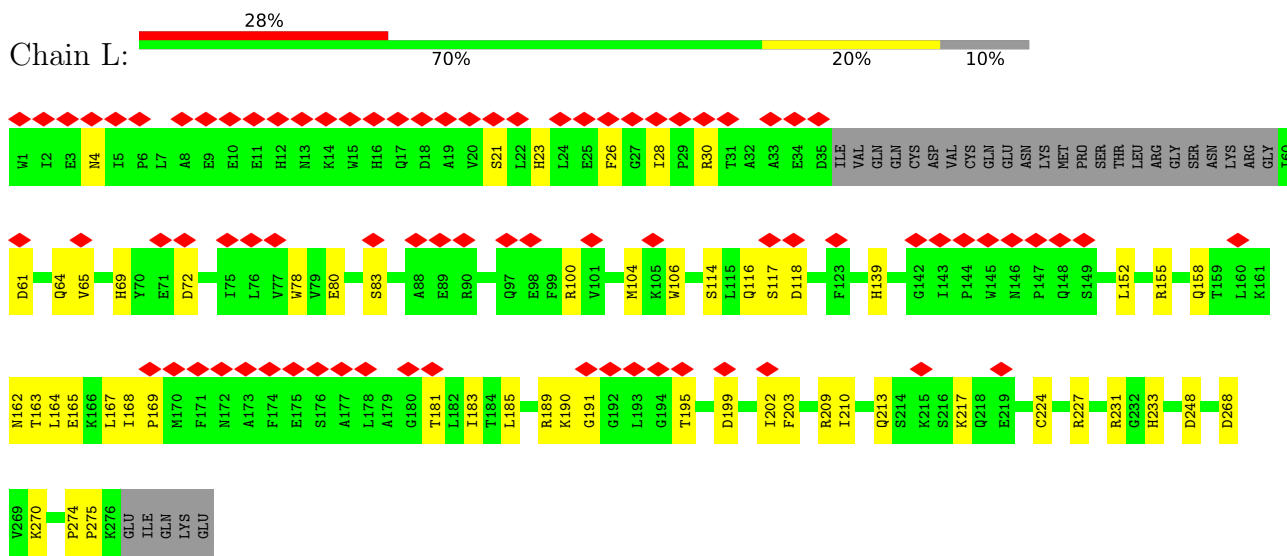 28%
Chain L:
70% 20% 10%
W1 I2 E3 N4 I5 P6 L7 A8 E9 E10 E11 H12 N13 K14 W15 H16 Q17 D18 A19 V20 S21 L22 H23 L24 E25 F26 G27 I28 P29 R30 T31 A32 A33 E34 D35 ILE VAL GLN GLN CYS ASP VAL CYS GLN GLU ASN LYS MET PRO SER THR LEU ARG GLY SER ASN LYS ARG GLY I60
D61 Q64 V65 H69 Y70 E71 D72 I75 L76 V77 W78 V79 E80 S83 A88 E89 R90 Q97 E98 F99 R100 V101 M104 K105 W106 S114 L115 Q116 S117 D118 F123 H139 G142 I143 P144 W145 N146 P147 Q148 S149 L152 R155 Q158 T159 L160 K161
N162 T163 L164 E165 K166 L167 I168 P169 M170 F171 N172 A173 F174 E175 S176 A177 L178 A179 G180 T181 L182 I183 T184 L185 R189 K190 G191 G192 L193 G194 T195 D199 I202 F203 R209 I210 Q213 S214 K215 S216 K217 Q218 E219 C224 R227 R231 G232 H233 D248 D268
V269 K270 P274 P275 K276 GLU ILE GLN LYS GLU